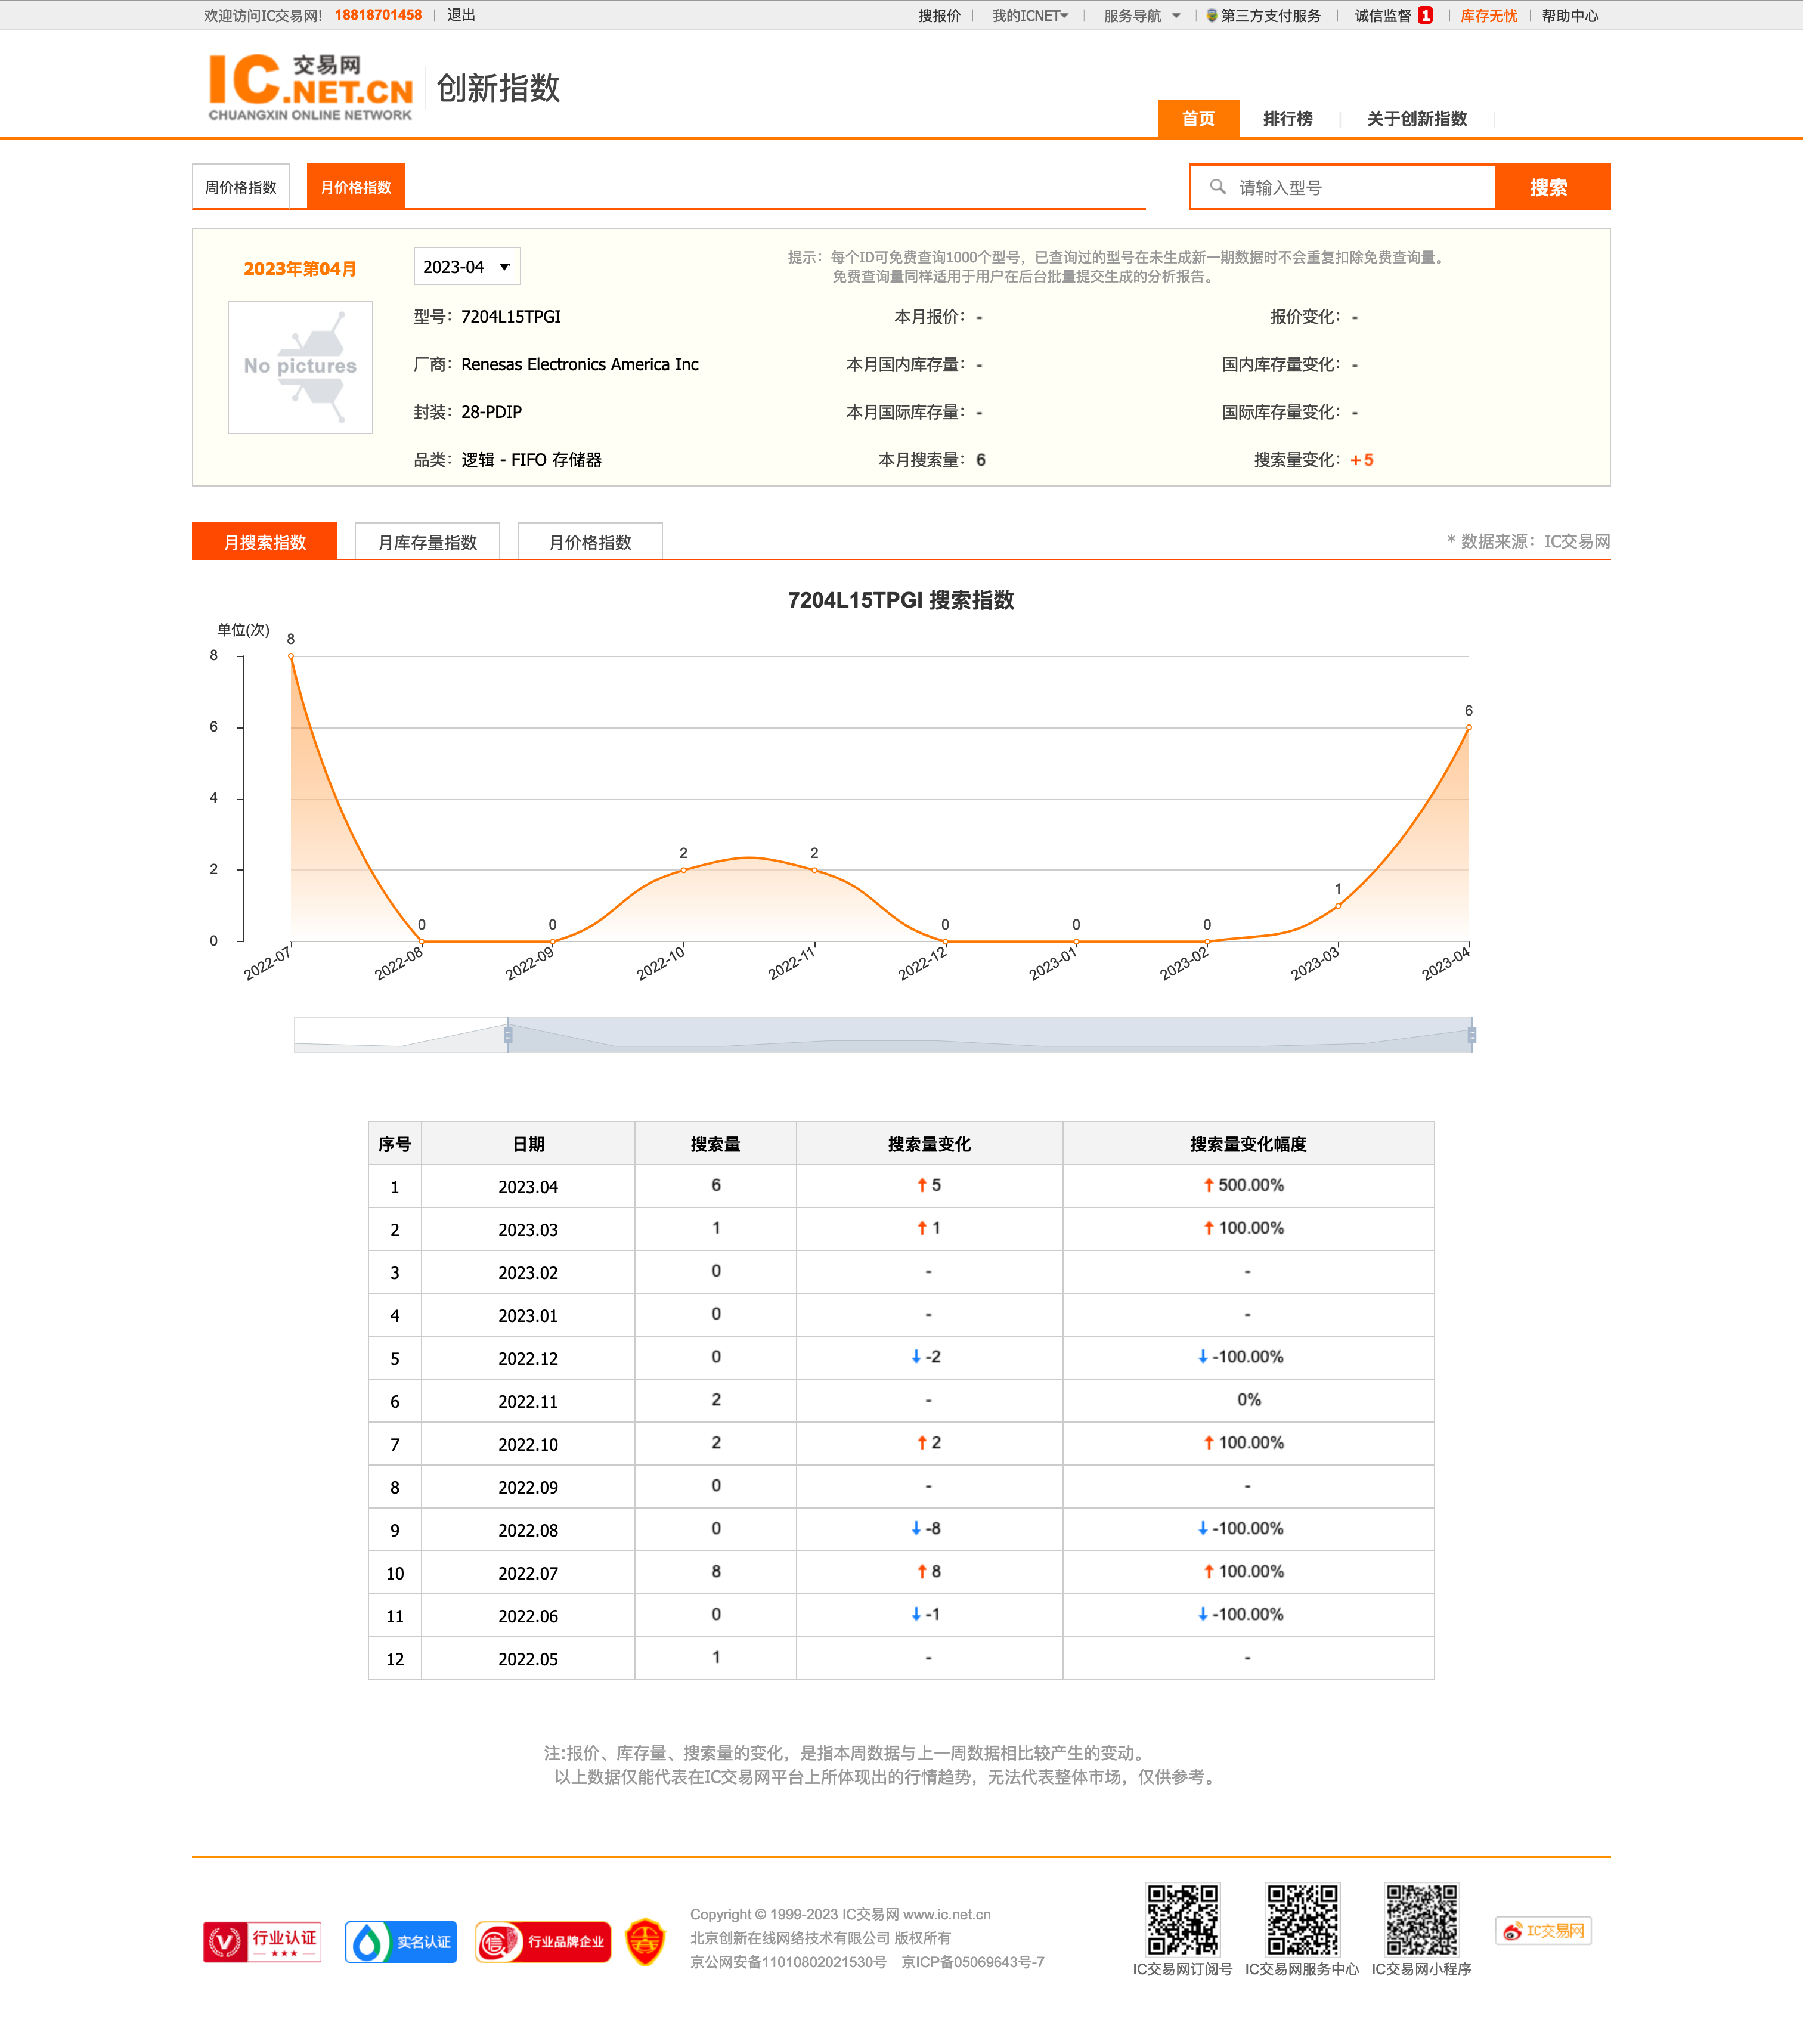 欢迎访问IC交易网! 18818701458 | 退出 搜报价 | 我的ICNET | 服务导航 | 第三方支付服务 | 诚信监督 1 | 库存无忧 | 帮助中心
IC交易网.NET.CN
CHUANGXIN ONLINE NETWORK
创新指数
首页 排行榜 关于创新指数
周价格指数 月价格指数 请输入型号 搜索
2023年第04月 2023-04 ▼
提示：每个ID可免费查询1000个型号，已查询过的型号在未生成新一期数据时不会重复扣除免费查询量。
免费查询量同样适用于用户在后台批量提交生成的分析报告。
No pictures
型号：7204L15TPGI 本月报价：- 报价变化：-
厂商：Renesas Electronics America Inc 本月国内库存量：- 国内库存量变化：-
封装：28-PDIP 本月国际库存量：- 国际库存量变化：-
品类：逻辑 - FIFO 存储器 本月搜索量：6 搜索量变化：+5
月搜索指数 月库存量指数 月价格指数 * 数据来源：IC交易网
7204L15TPGI 搜索指数
单位(次)
8
6
4
2
0
8 0 0 2 2 0 0 0 1 6
2022-07 2022-08 2022-09 2022-10 2022-11 2022-12 2023-01 2023-02 2023-03 2023-04
序号 日期 搜索量 搜索量变化 搜索量变化幅度
1 2023.04 6 ↑5 ↑500.00%
2 2023.03 1 ↑1 ↑100.00%
3 2023.02 0 - -
4 2023.01 0 - -
5 2022.12 0 ↓-2 ↓-100.00%
6 2022.11 2 - 0%
7 2022.10 2 ↑2 ↑100.00%
8 2022.09 0 - -
9 2022.08 0 ↓-8 ↓-100.00%
10 2022.07 8 ↑8 ↑100.00%
11 2022.06 0 ↓-1 ↓-100.00%
12 2022.05 1 - -
注:报价、库存量、搜索量的变化，是指本周数据与上一周数据相比较产生的变动。
以上数据仅能代表在IC交易网平台上所体现出的行情趋势，无法代表整体市场，仅供参考。
行业认证 实名认证 行业品牌企业
Copyright © 1999-2023 IC交易网 www.ic.net.cn
北京创新在线网络技术有限公司 版权所有
京公网安备11010802021530号 京ICP备05069643号-7
IC交易网订阅号 IC交易网服务中心 IC交易网小程序
IC交易网